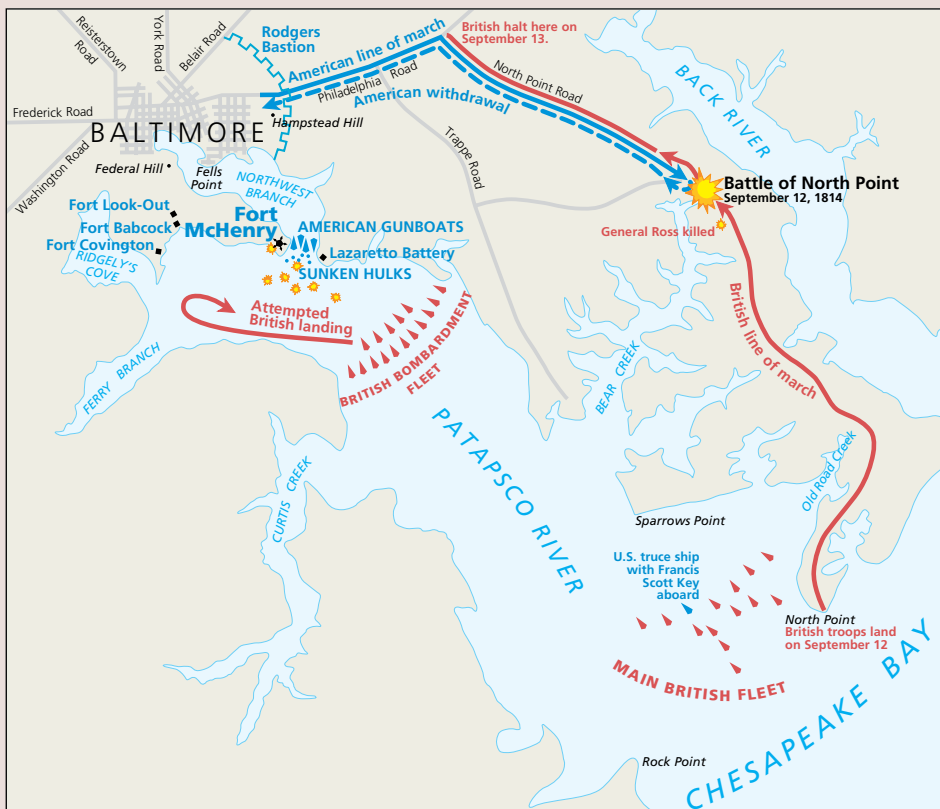 Reisterstown
Road
York Road
Belair Road
Rodgers
Bastion
American line of march
British halt here on
September 13.
Philadelphia Road
American withdrawal
North Point Road
BACK RIVER
Frederick Road
BALTIMORE
Hampstead Hill
Washington Road
Federal Hill
Fells
Point
NORTHWEST
BRANCH
Trappe Road
Battle of North Point
September 12, 1814
General Ross killed
Fort Look-Out
Fort Babcock
Fort Covington
RIDGELY'S
COVE
Fort
McHenry
AMERICAN GUNBOATS
Lazaretto Battery
SUNKEN HULKS
Attempted
British landing
BRITISH BOMBARDMENT
FLEET
British line of march
FERRY BRANCH
BEAR CREEK
PATAPSCO RIVER
CURTIS CREEK
Old Road Creek
Sparrows Point
U.S. truce ship
with Francis
Scott Key
aboard
North Point
British troops land
on September 12
MAIN BRITISH FLEET
CHESAPEAKE BAY
Rock Point